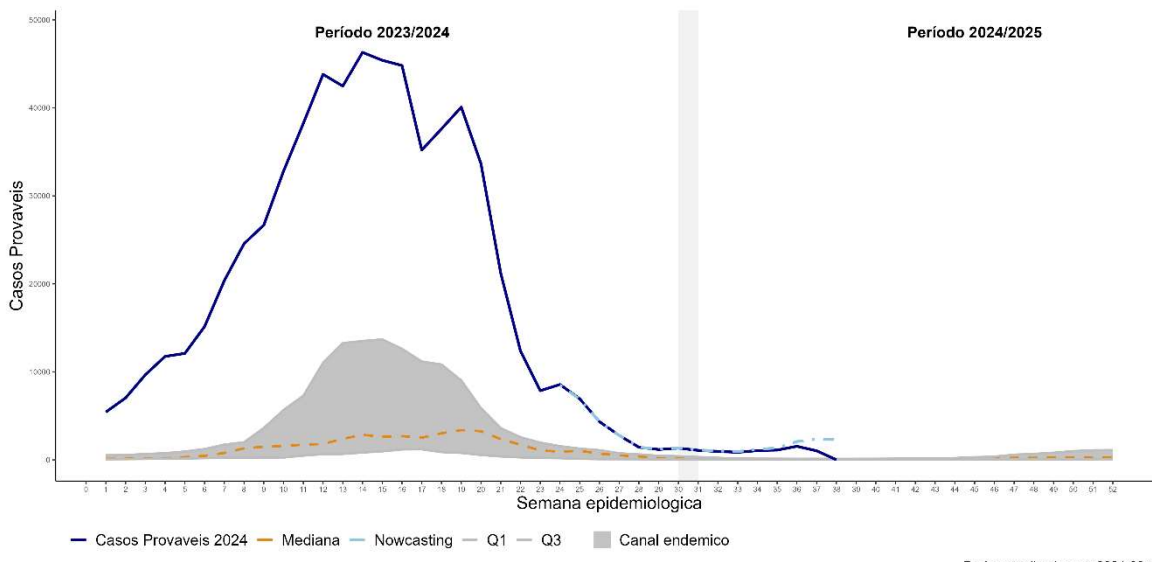 Período 2023/2024
Período 2024/2025
50000
40000
30000
20000
10000
0
Casos Provaveis
0 1 2 3 4 5 6 7 8 9 10 11 12 13 14 15 16 17 18 19 20 21 22 23 24 25 26 27 28 29 30 31 32 33 34 35 36 37 38 39 40 41 42 43 44 45 46 47 48 49 50 51 52
Semana epidemiologica
Casos Provaveis 2024 Mediana Nowcasting Q1 Q3 Canal endemico